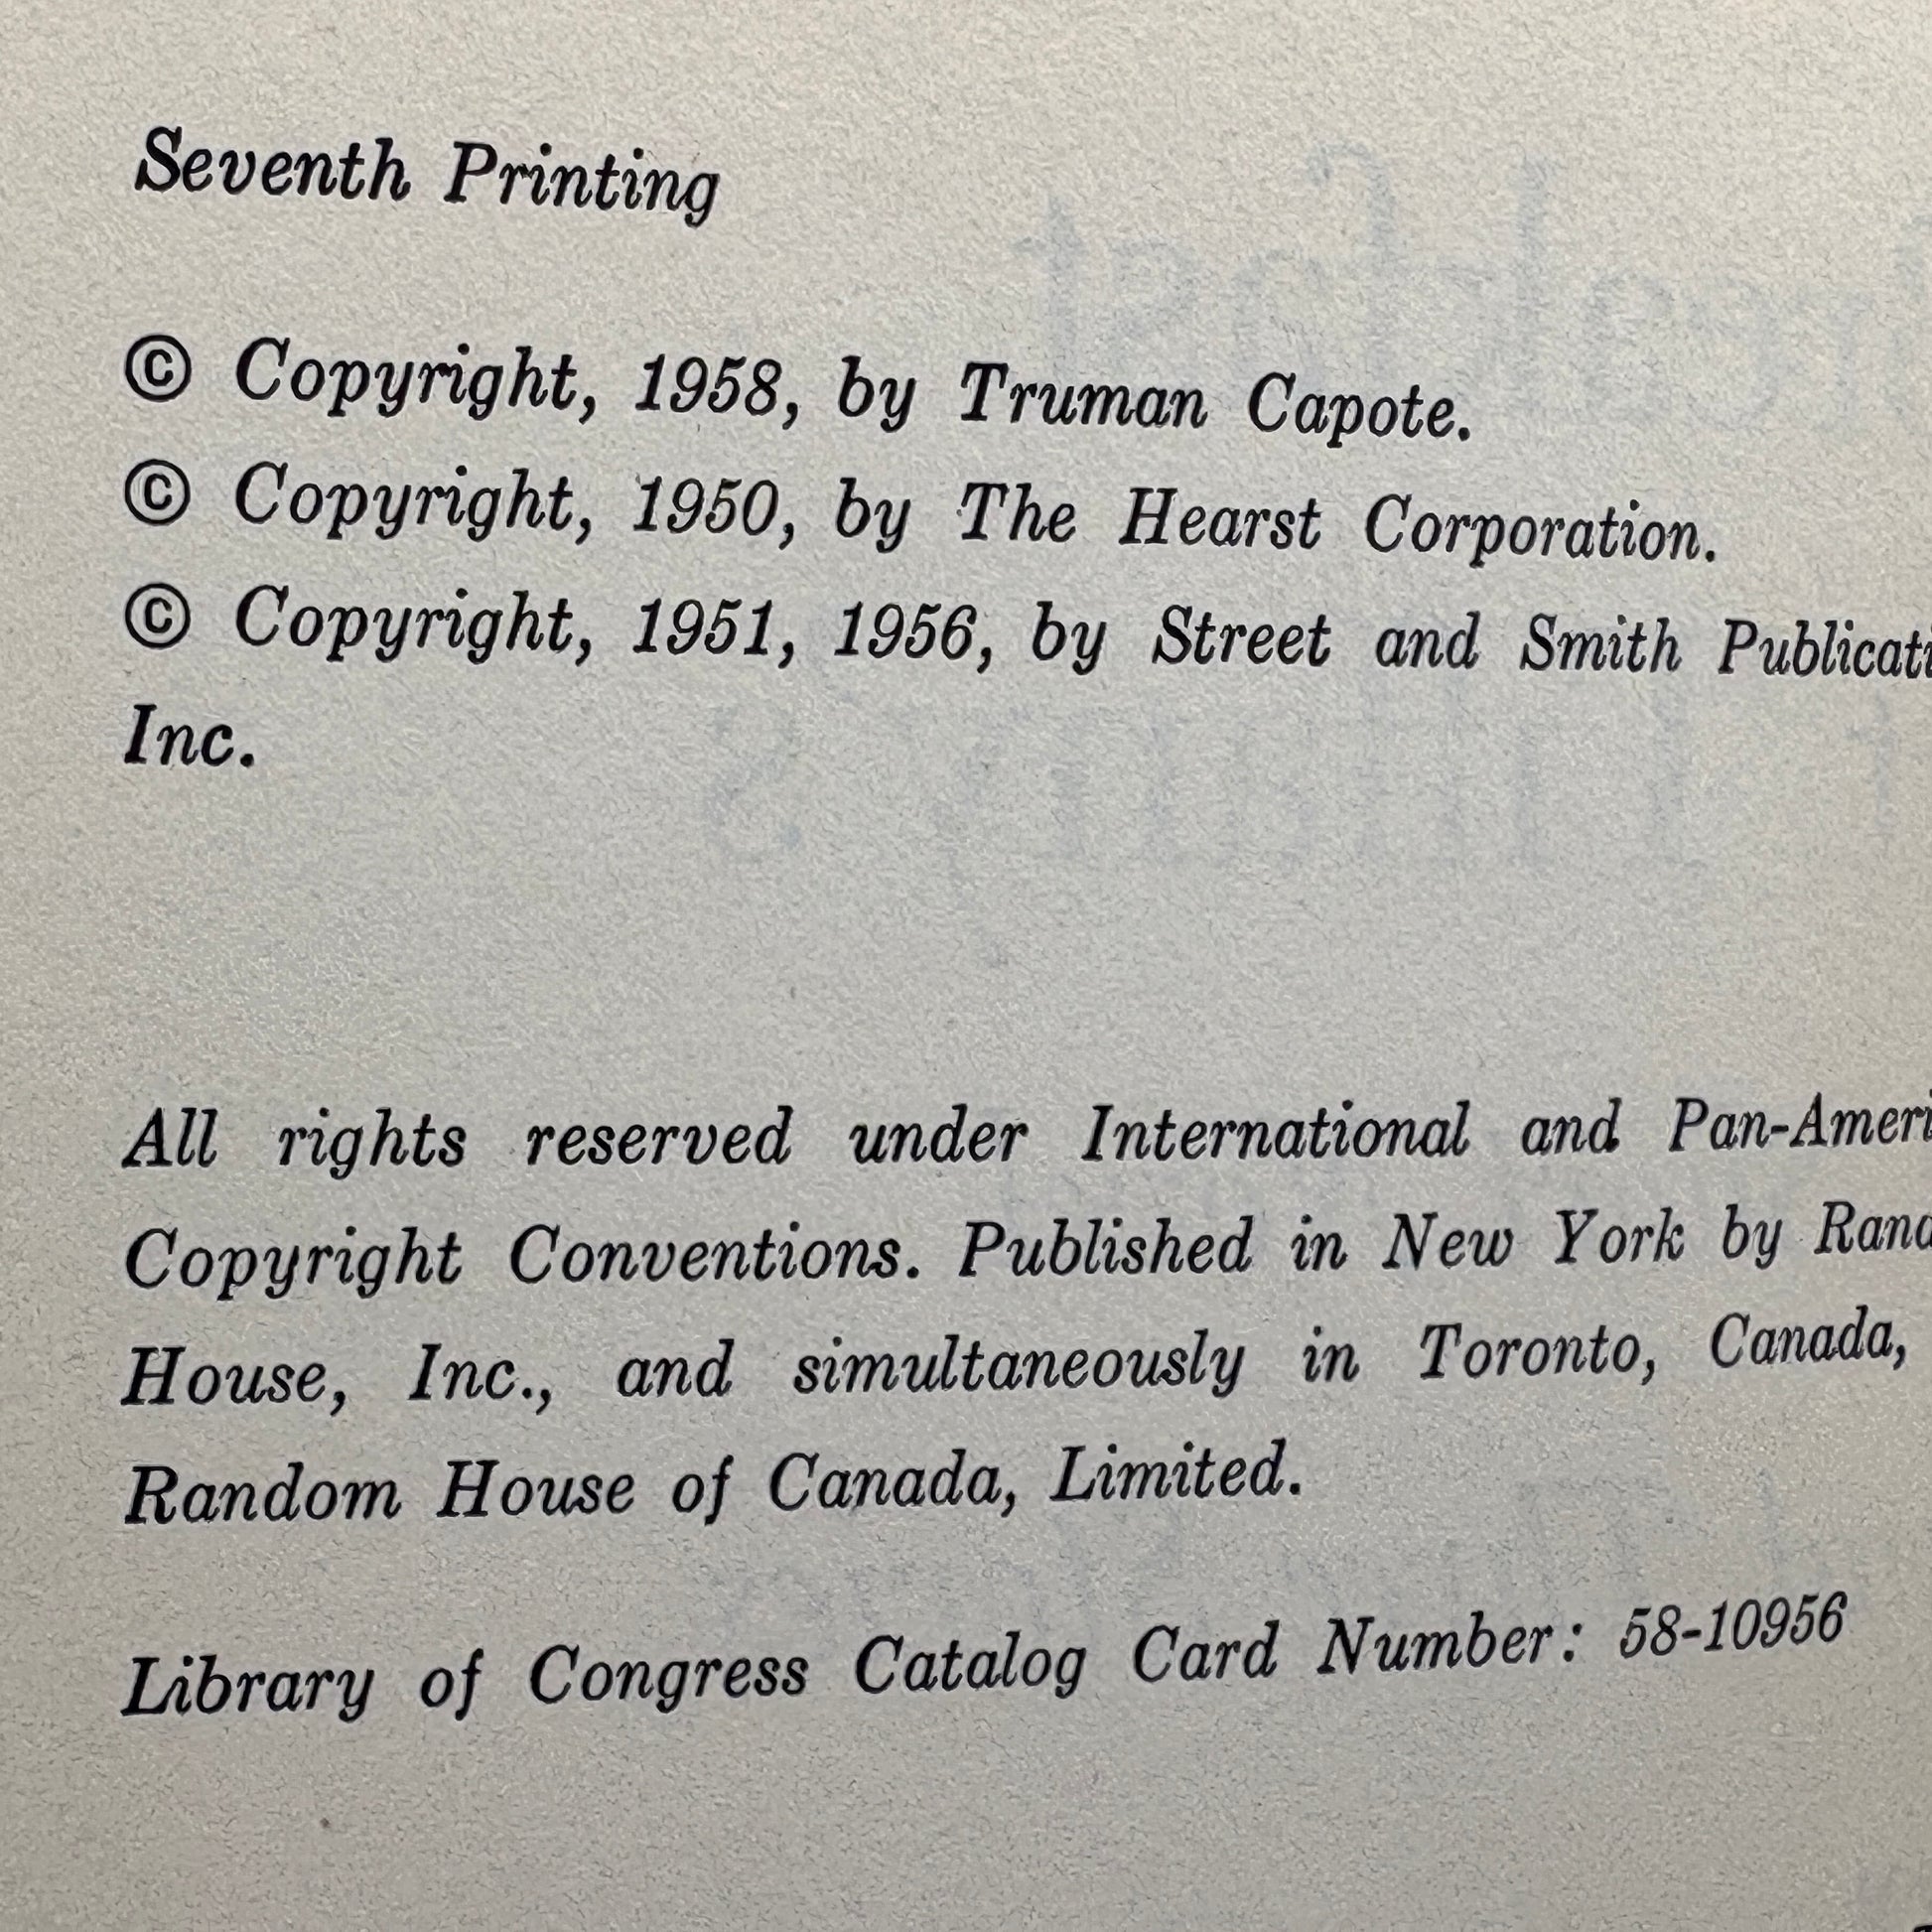 Seventh Printing
© Copyright, 1958, by Truman Capote.
© Copyright, 1950, by The Hearst Corporation.
© Copyright, 1951, 1956, by Street and Smith
Inc.
All rights reserved under International and
Copyright Conventions. Published in New York by
House, Inc., and simultaneously in Toronto, Canada,
Random House of Canada, Limited.
Library of Congress Catalog Card Number: 58-10956